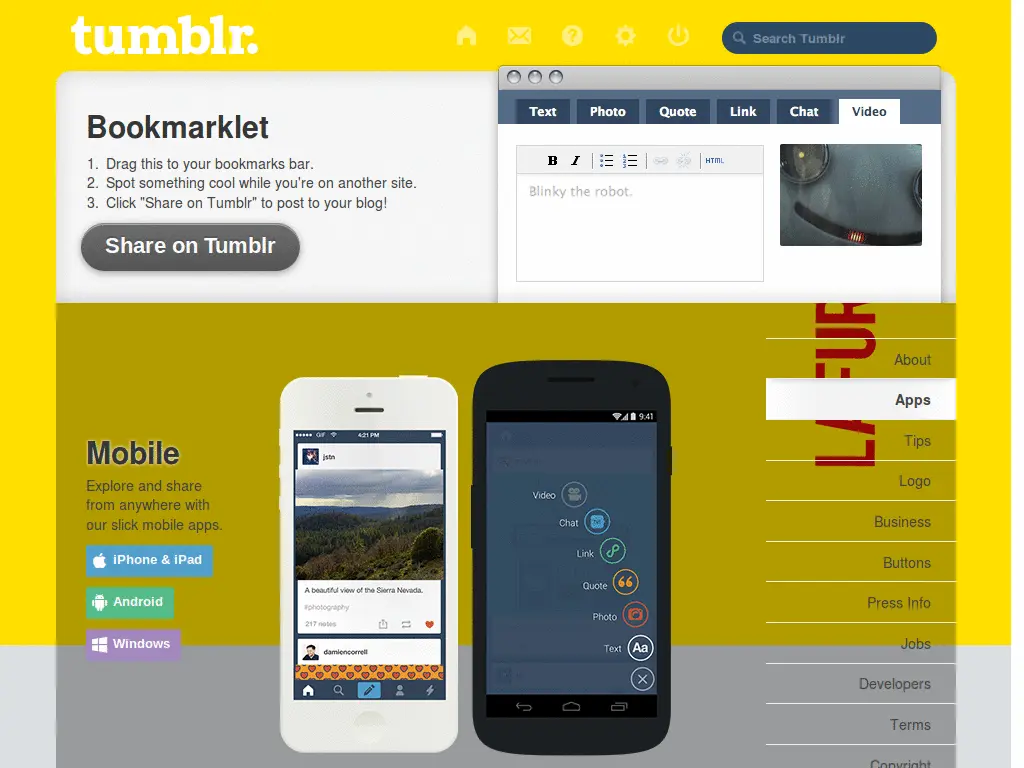 tumblr.
Search Tumblr
Bookmarklet
1. Drag this to your bookmarks bar.
2. Spot something cool while you're on another site.
3. Click "Share on Tumblr" to post to your blog!
Share on Tumblr
Text Photo Quote Link Chat Video
B I HTML
Blinky the robot.
Mobile
Explore and share
from anywhere with
our slick mobile apps.
iPhone & iPad
Android
Windows
GIF 4:21 PM
jstn
A beautiful view of the Sierra Nevada.
#photography
217 notes
damiencorrell
9:41
Video
Chat
Link
Quote
Photo
Text Aa
About
Apps
Tips
Logo
Business
Buttons
Press Info
Jobs
Developers
Terms
Copyright